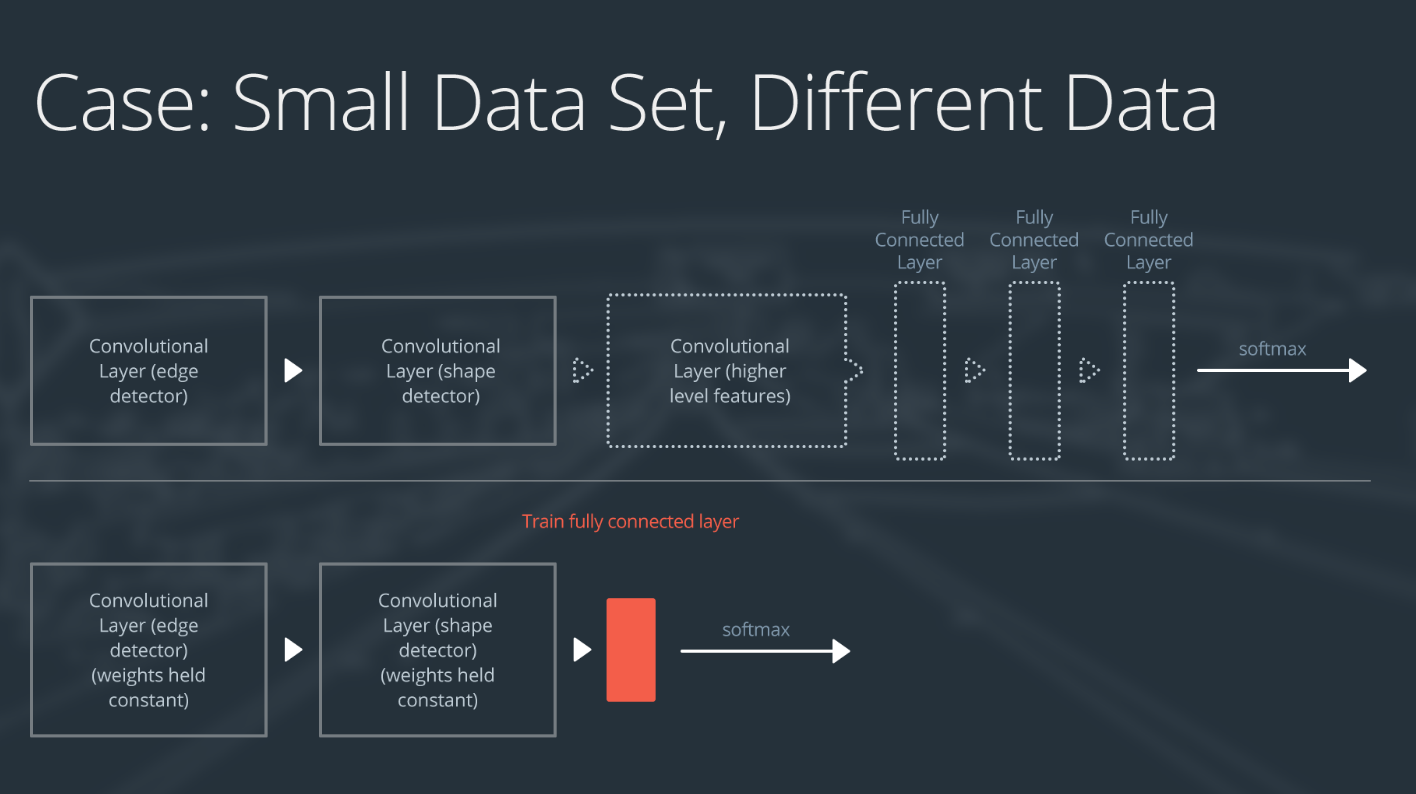 Case: Small Data Set, Different Data
Fully
Connected
Layer
Fully
Connected
Layer
Fully
Connected
Layer
Convolutional
Layer (edge
detector)
Convolutional
Layer (shape
detector)
Convolutional
Layer (higher
level features)
softmax
Train fully connected layer
Convolutional
Layer (edge
detector)
(weights held
constant)
Convolutional
Layer (shape
detector)
(weights held
constant)
softmax